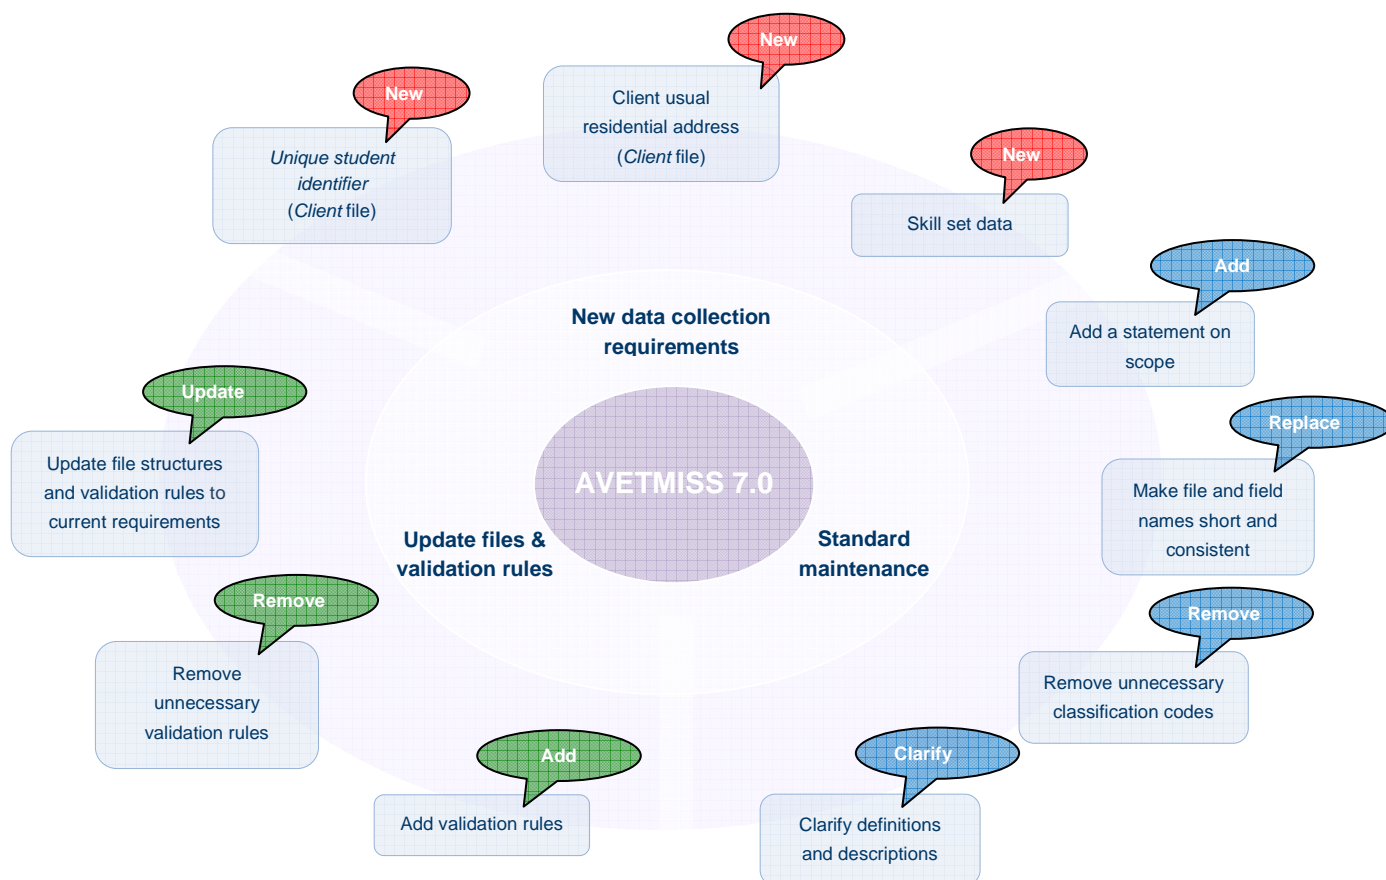 New
Client usual
residential address
(Client file)
New
Unique student
identifier
(Client file)
New
Skill set data
Add
Add a statement on
scope
New data collection
requirements
Update
Update file structures
and validation rules to
current requirements
Replace
Make file and field
names short and
consistent
AVETMISS 7.0
Update files &
validation rules
Standard
maintenance
Remove
Remove
unnecessary
validation rules
Remove
Remove unnecessary
classification codes
Add
Add validation rules
Clarify
Clarify definitions
and descriptions